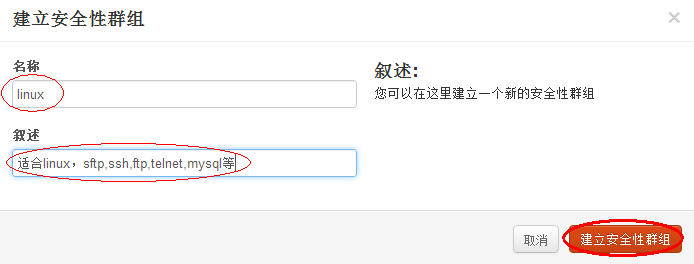 建立安全性群组
×
名称
linux
叙述
适合linux，sftp,ssh,ftp,telnet,mysql等
叙述:
您可以在这里建立一个新的安全性群组
取消
建立安全性群组